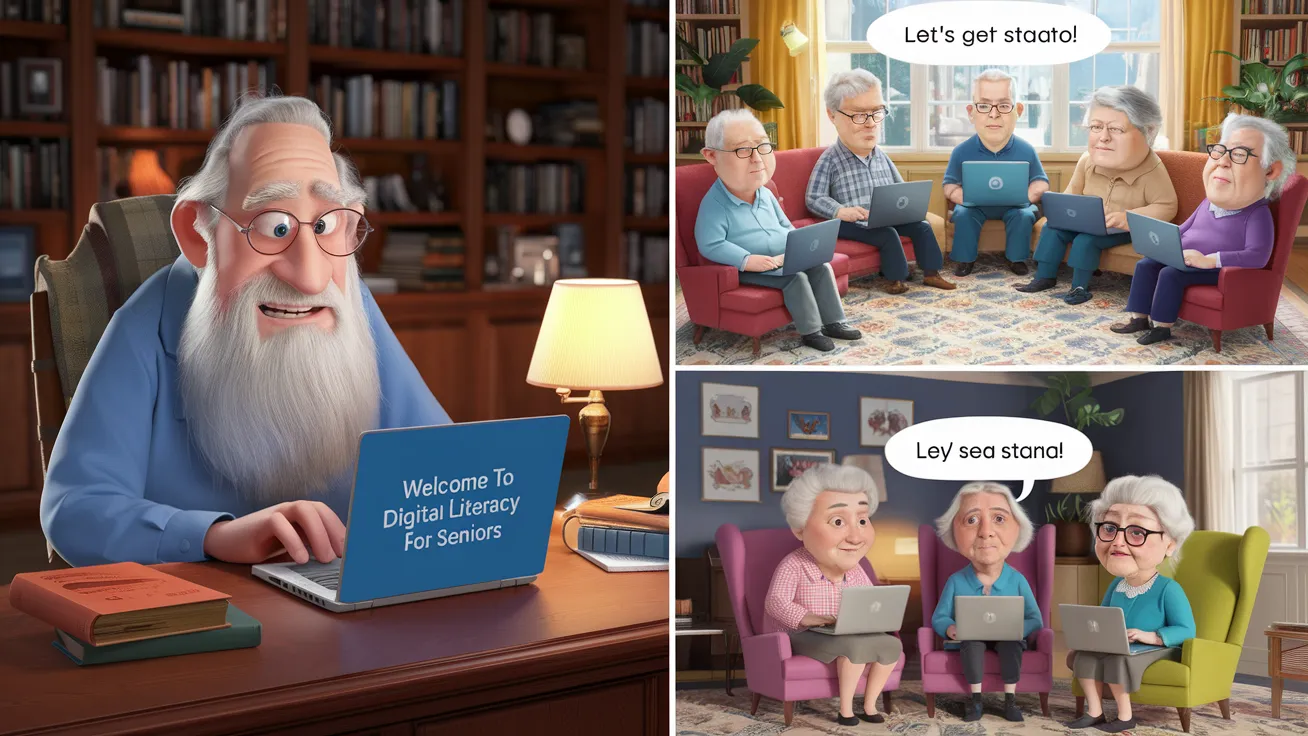 Welcome To
Digital Literacy
For Seniors
Let's get staato!
Ley sea stana!